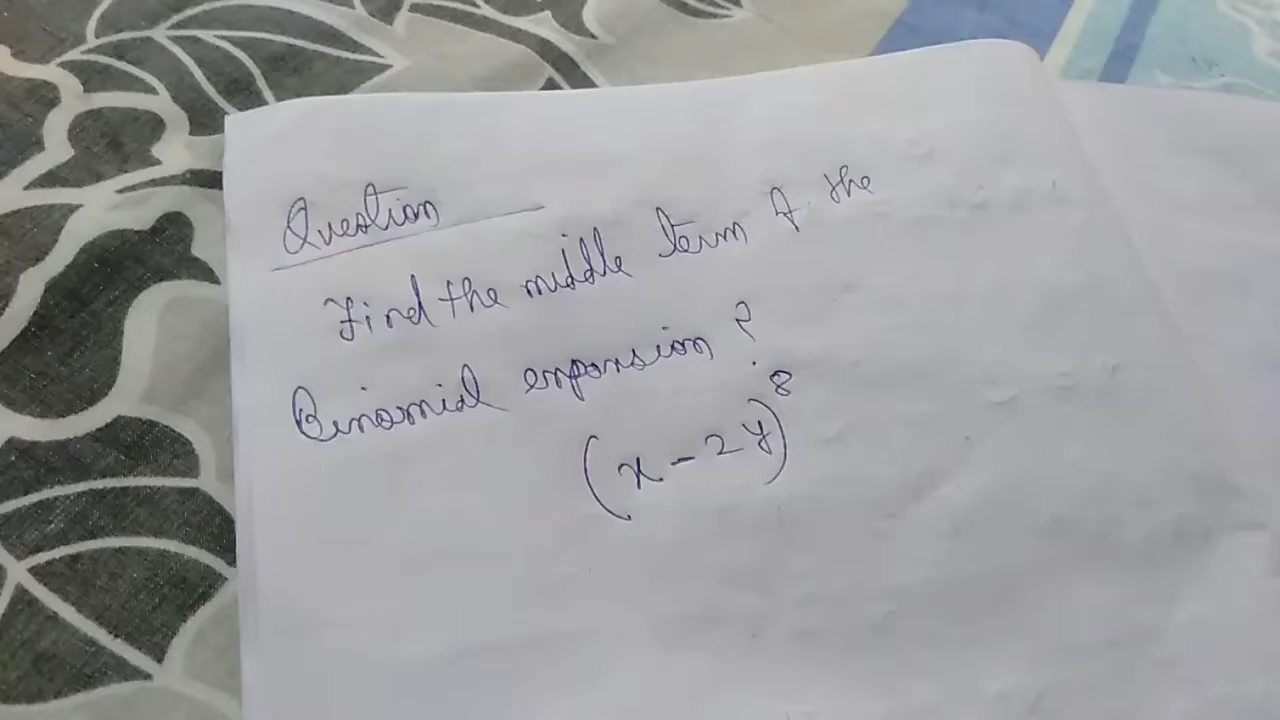 Question
Find the middle term of the
Binomial expansion ?
(x - 2y)^8